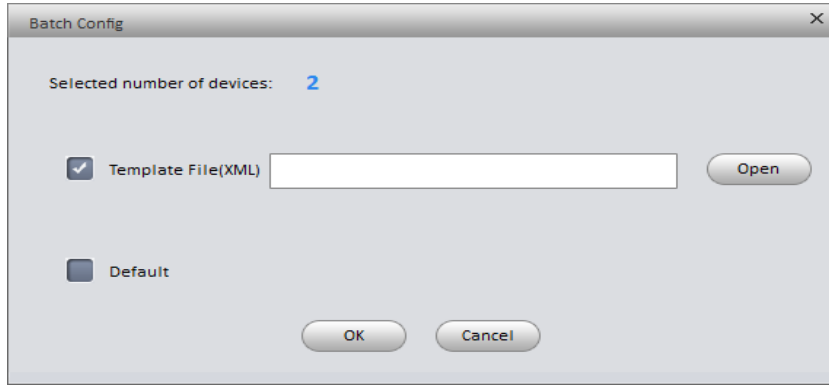 Batch Config
Selected number of devices: 2
Template File(XML) Open
Default
OK Cancel